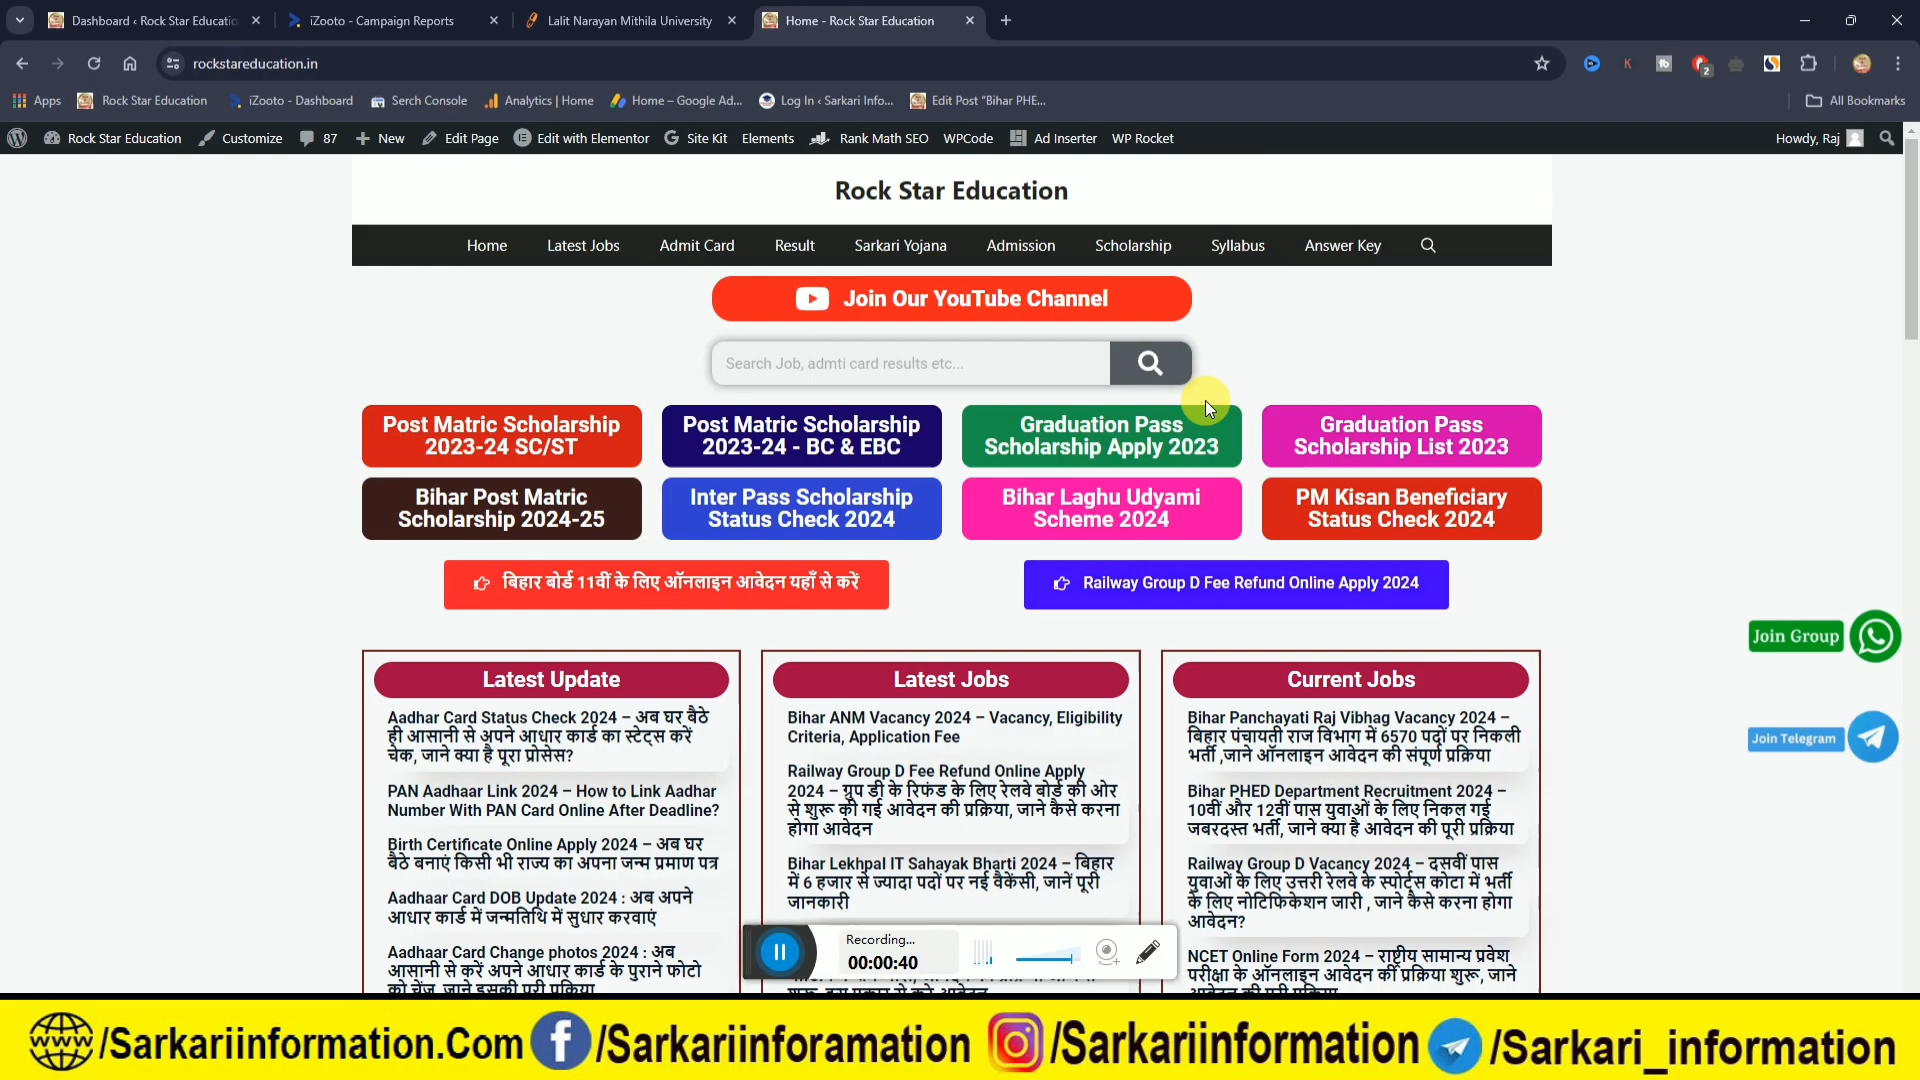 Dashboard ‹ Rock Star Educatio
iZooto - Campaign Reports
Lalit Narayan Mithila University
Home - Rock Star Education
rockstareducation.in
Apps
Rock Star Education
iZooto - Dashboard
Serch Console
Analytics | Home
Home – Google Ad...
Log In ‹ Sarkari Info...
Edit Post "Bihar PHE...
All Bookmarks
Rock Star Education
Customize
87
New
Edit Page
Edit with Elementor
Site Kit
Elements
Rank Math SEO
WPCode
Ad Inserter
WP Rocket
Howdy, Raj
Rock Star Education
Home
Latest Jobs
Admit Card
Result
Sarkari Yojana
Admission
Scholarship
Syllabus
Answer Key
Join Our YouTube Channel
Search Job, admti card results etc...
Post Matric Scholarship
2023-24 SC/ST
Post Matric Scholarship
2023-24 - BC & EBC
Graduation Pass
Scholarship Apply 2023
Graduation Pass
Scholarship List 2023
Bihar Post Matric
Scholarship 2024-25
Inter Pass Scholarship
Status Check 2024
Bihar Laghu Udyami
Scheme 2024
PM Kisan Beneficiary
Status Check 2024
बिहार बोर्ड 11वीं के लिए ऑनलाइन आवेदन यहाँ से करें
Railway Group D Fee Refund Online Apply 2024
Join Group
Join Telegram
Latest Update
Aadhar Card Status Check 2024 – अब घर बैठे
ही आसानी से अपने आधार कार्ड का स्टेट्स करें
चेक, जाने क्या है पूरा प्रोसेस?
PAN Aadhaar Link 2024 – How to Link Aadhar
Number With PAN Card Online After Deadline?
Birth Certificate Online Apply 2024 – अब घर
बैठे बनाएं किसी भी राज्य का अपना जन्म प्रमाण पत्र
Aadhaar Card DOB Update 2024 : अब अपने
आधार कार्ड में जन्मतिथि में सुधार करवाएं
Aadhaar Card Change photos 2024 : अब
आसानी से करें अपने आधार कार्ड के पुराने फोटो
को चेंज, जाने इसकी पूरी प्रक्रिया
Latest Jobs
Bihar ANM Vacancy 2024 – Vacancy, Eligibility
Criteria, Application Fee
Railway Group D Fee Refund Online Apply
2024 – ग्रुप डी के रिफंड के लिए रेलवे बोर्ड की ओर
से शुरू की गई आवेदन की प्रक्रिया, जाने कैसे करना
होगा आवेदन
Bihar Lekhpal IT Sahayak Bharti 2024 – बिहार
में 6 हजार से ज्यादा पदों पर नई वैकेंसी, जानें पूरी
जानकारी
Current Jobs
Bihar Panchayati Raj Vibhag Vacancy 2024 –
बिहार पंचायती राज विभाग में 6570 पदों पर निकली
भर्ती ,जाने ऑनलाइन आवेदन की संपूर्ण प्रक्रिया
Bihar PHED Department Recruitment 2024 –
10वीं और 12वीं पास युवाओं के लिए निकल गई
जबरदस्त भर्ती, जाने क्या है आवेदन की पूरी प्रक्रिया
Railway Group D Vacancy 2024 – दसवीं पास
युवाओं के लिए उत्तरी रेलवे के स्पोर्ट्स कोटा में भर्ती
के लिए नोटिफिकेशन जारी , जाने कैसे करना होगा
आवेदन?
NCET Online Form 2024 – राष्ट्रीय सामान्य प्रवेश
परीक्षा के ऑनलाइन आवेदन की प्रक्रिया शुरू, जाने
आवेदन की पूरी प्रक्रिया
Recording...
00:00:40
www /Sarkariinformation.Com
/Sarkariinforamation
/Sarkariinformation
/Sarkari_information